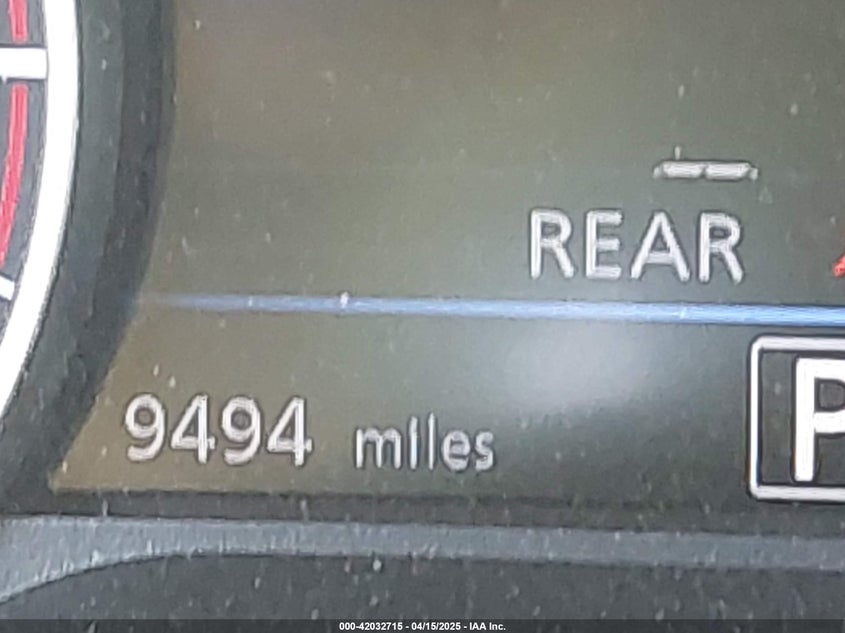 REAR
9494 miles
P
000-42032715 - 04/15/2025 - IAA Inc.